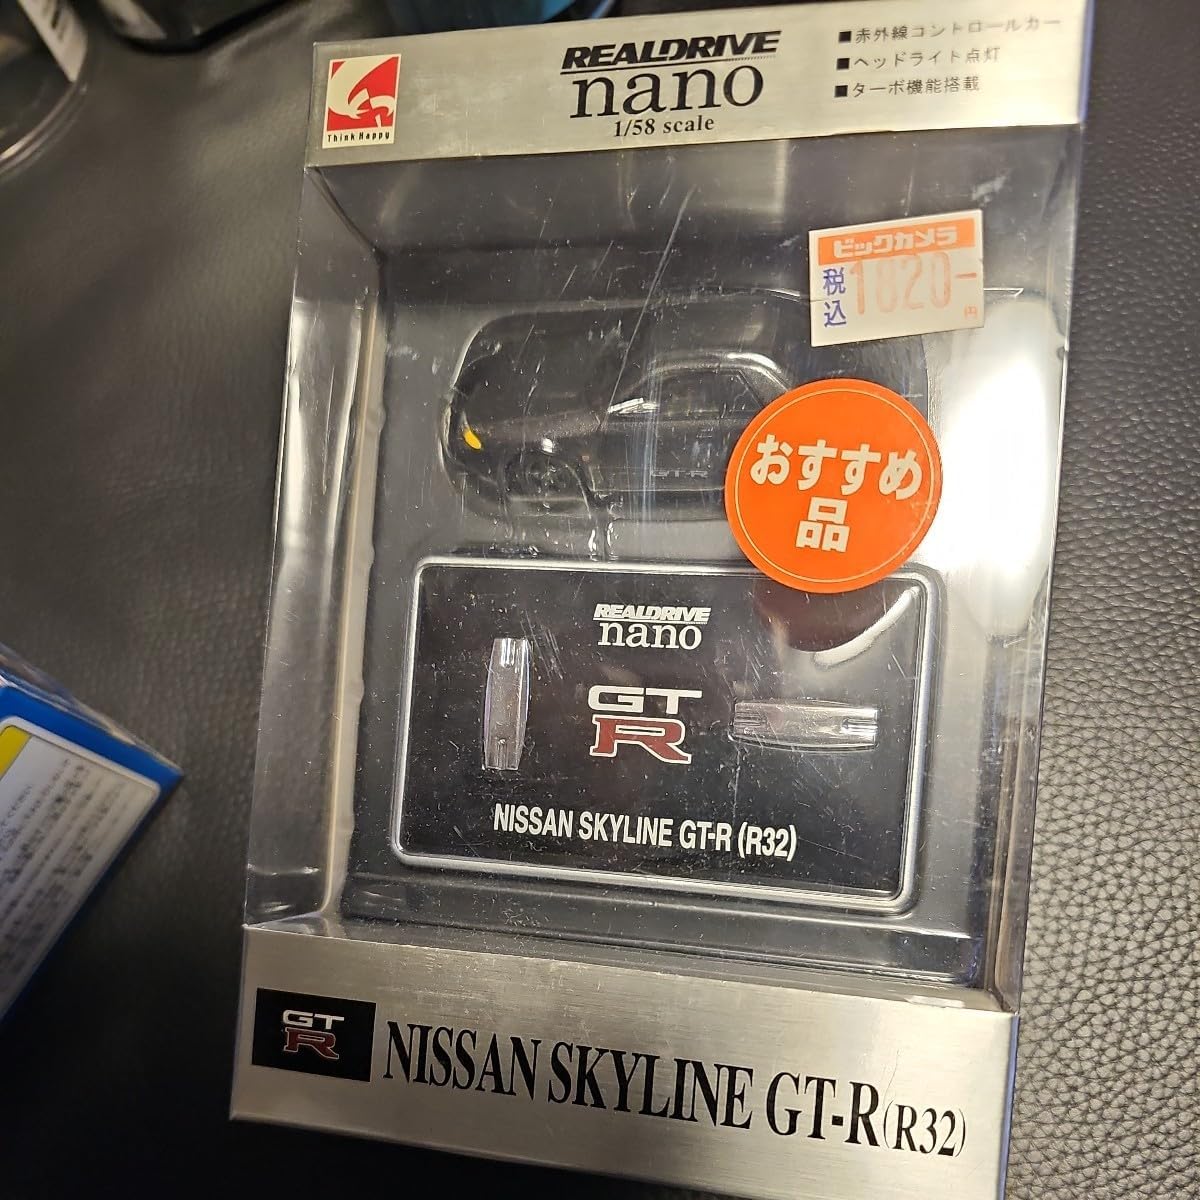 REALDRIVE
nano
1/58 scale
■赤外線コントロールカー
■ヘッドライト点灯
■ターボ機能搭載
Think Happy
ビックカメラ
税込
1820-
円
GT-R
おすすめ
品
REALDRIVE
nano
GT
R
NISSAN SKYLINE GT-R (R32)
GT
R
NISSAN SKYLINE GT-R (R32)